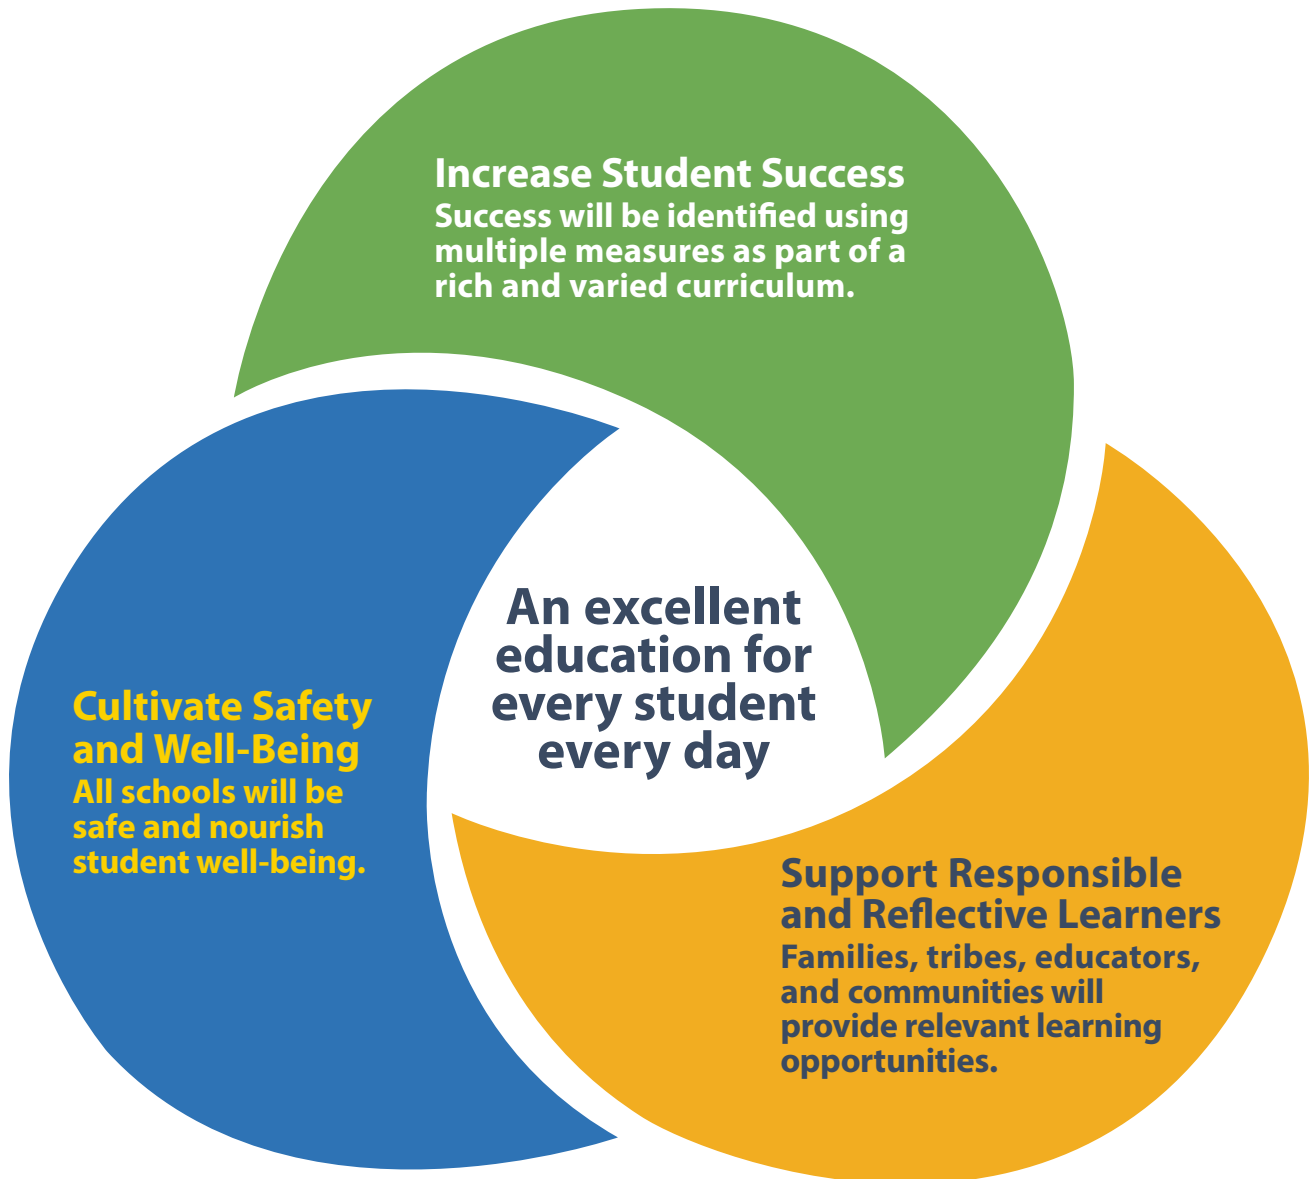 Increase Student Success
Success will be identified using
multiple measures as part of a
rich and varied curriculum.
An excellent
education for
every student
every day
Cultivate Safety
and Well-Being
All schools will be
safe and nourish
student well-being.
Support Responsible
and Reflective Learners
Families, tribes, educators,
and communities will
provide relevant learning
opportunities.